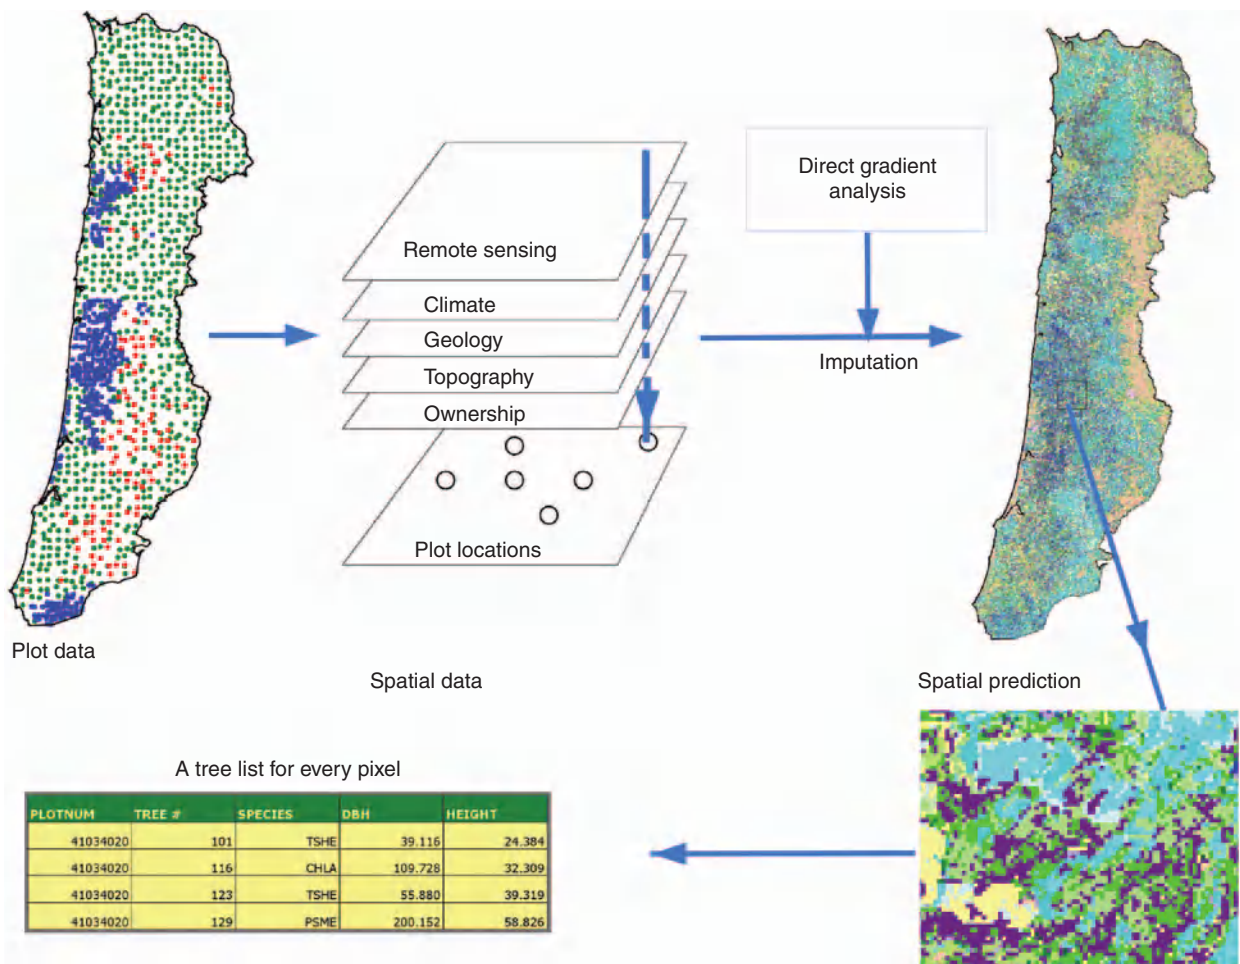 Plot data
Remote sensing
Climate
Geology
Topography
Ownership
Plot locations
Spatial data
Direct gradient
analysis
Imputation
Spatial prediction
A tree list for every pixel
PLOTNUM TREE # SPECIES DBH HEIGHT
41034020 101 TSHE 39.116 24.384
41034020 116 CHLA 109.728 32.309
41034020 123 TSHE 55.880 39.319
41034020 129 PSME 200.152 58.826